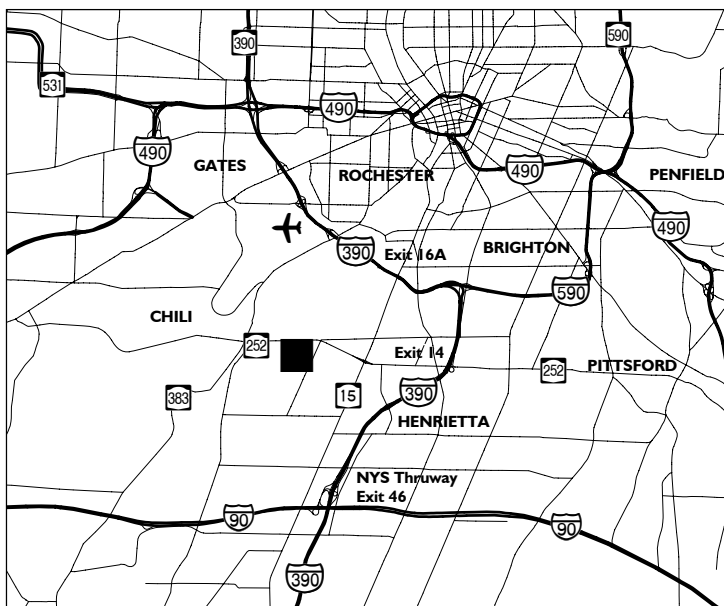 390
590
531
490
490
GATES
ROCHESTER
490
PENFIELD
490
390
Exit 16A
BRIGHTON
590
CHILI
252
Exit 14
252
PITTSFORD
383
15
390
HENRIETTA
NYS Thruway
Exit 46
90
90
390